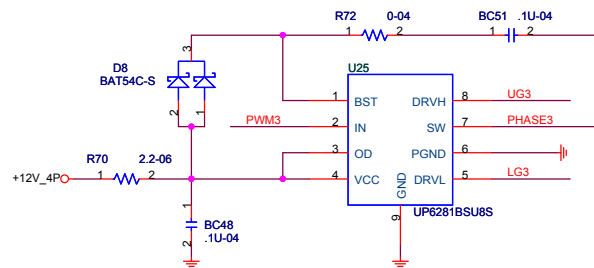 R72 0-04 BC51 .1U-04
1 2 1 2
3
D8
BAT54C-S
2 1
U25
1 BST DRVH 8 UG3
PWM3 2 IN SW 7 PHASE3
3 OD PGND 6
4 VCC DRVL 5 LG3
GND
9
UP6281BSU8S
R70 2.2-06
+12V_4P 1 2
1
BC48
.1U-04
2